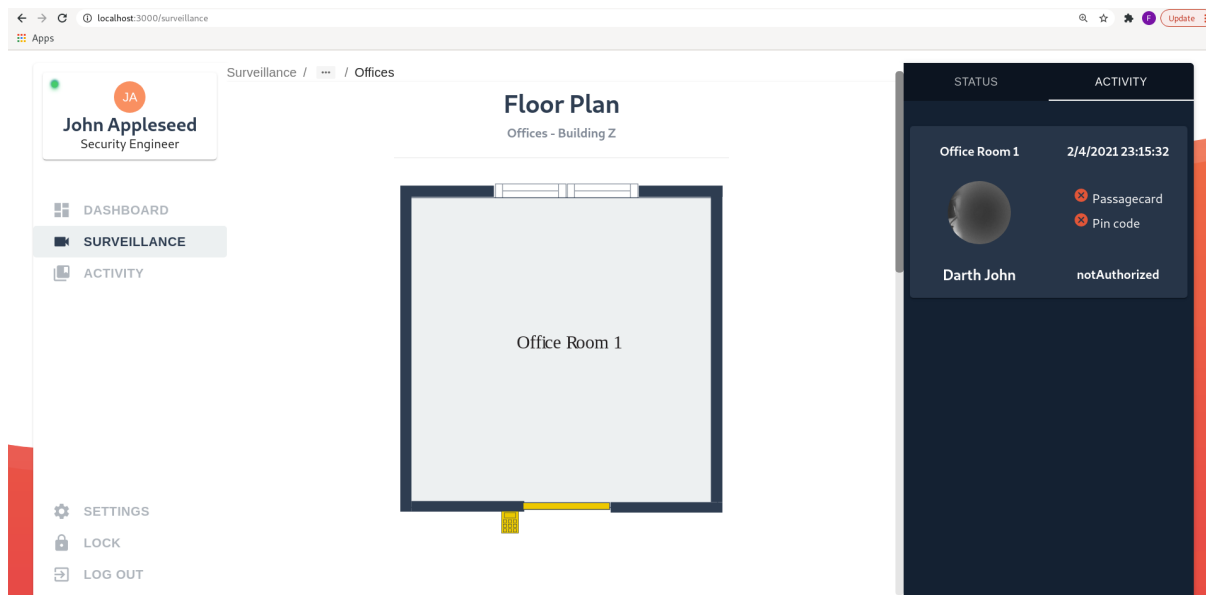 localhost:3000/surveillance
F
Update
Apps
JA
John Appleseed
Security Engineer
DASHBOARD
SURVEILLANCE
ACTIVITY
SETTINGS
LOCK
LOG OUT
Surveillance / ··· / Offices
Floor Plan
Offices - Building Z
Office Room 1
STATUS
ACTIVITY
Office Room 1
2/4/2021 23:15:32
Passagecard
Pin code
Darth John
notAuthorized